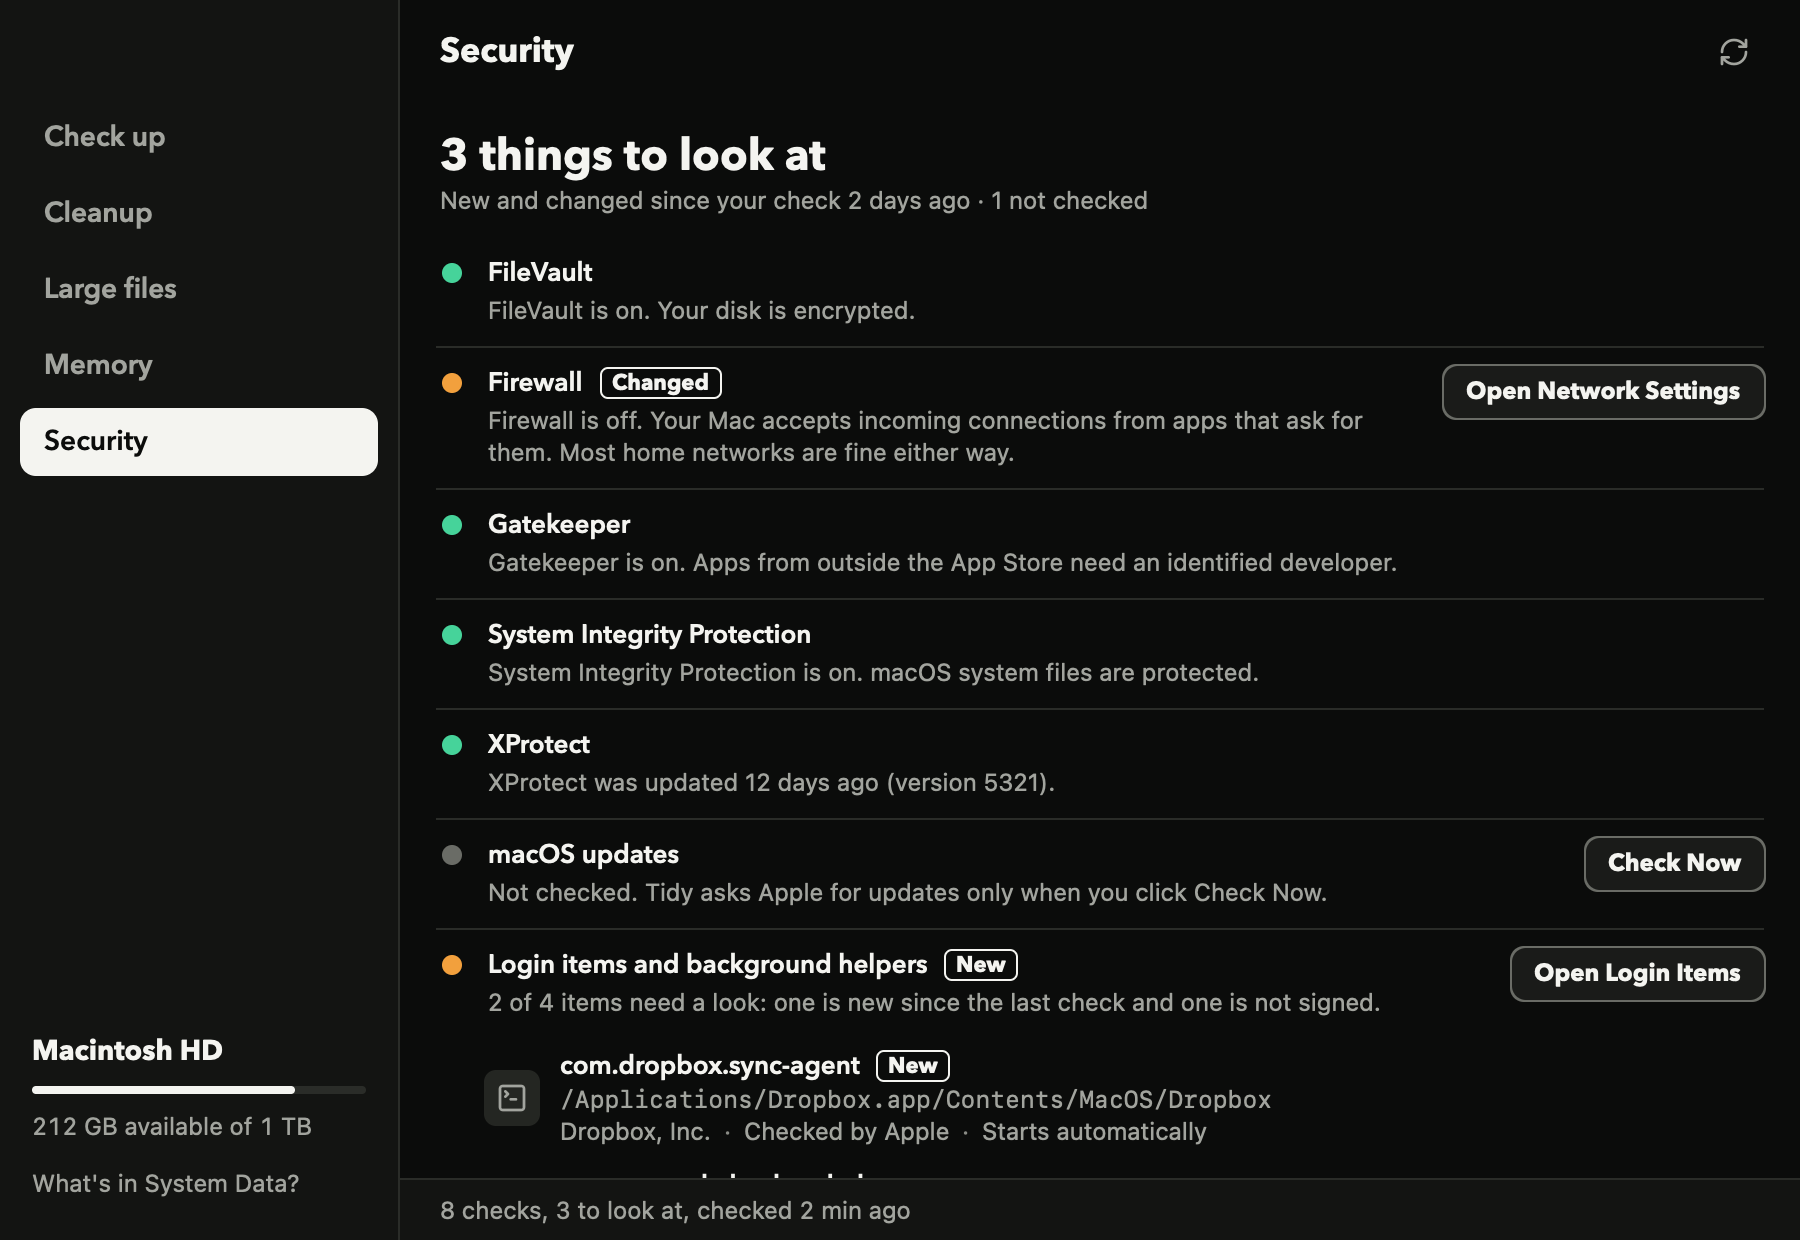 Security
Check up
Cleanup
Large files
Memory
Security
Macintosh HD
212 GB available of 1 TB
What's in System Data?
3 things to look at
New and changed since your check 2 days ago · 1 not checked
FileVault
FileVault is on. Your disk is encrypted.
Firewall Changed
Open Network Settings
Firewall is off. Your Mac accepts incoming connections from apps that ask for
them. Most home networks are fine either way.
Gatekeeper
Gatekeeper is on. Apps from outside the App Store need an identified developer.
System Integrity Protection
System Integrity Protection is on. macOS system files are protected.
XProtect
XProtect was updated 12 days ago (version 5321).
macOS updates
Check Now
Not checked. Tidy asks Apple for updates only when you click Check Now.
Login items and background helpers New
Open Login Items
2 of 4 items need a look: one is new since the last check and one is not signed.
com.dropbox.sync-agent New
/Applications/Dropbox.app/Contents/MacOS/Dropbox
Dropbox, Inc. · Checked by Apple · Starts automatically
8 checks, 3 to look at, checked 2 min ago